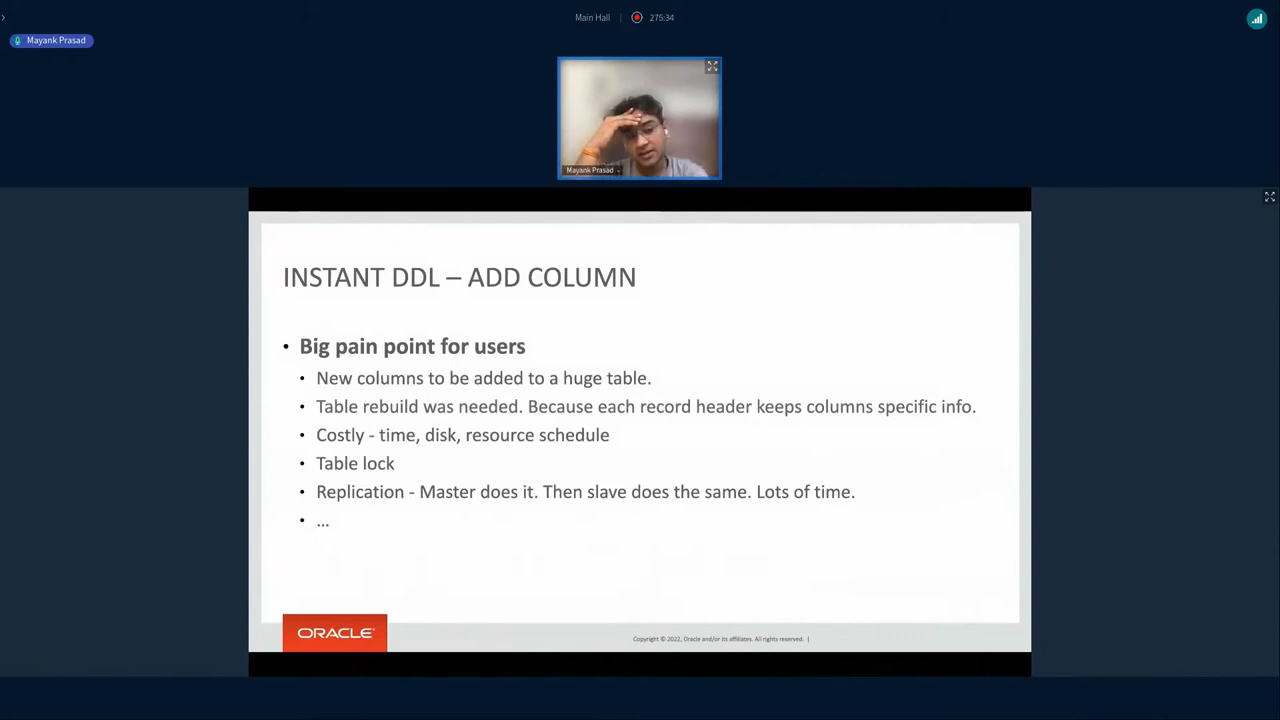 Main Hall
275:34
Mayank Prasad
Mayank Prasad
INSTANT DDL – ADD COLUMN
• Big pain point for users
• New columns to be added to a huge table.
• Table rebuild was needed. Because each record header keeps columns specific info.
• Costly - time, disk, resource schedule
• Table lock
• Replication - Master does it. Then slave does the same. Lots of time.
• ...
ORACLE
Copyright © 2022, Oracle and/or its affiliates. All rights reserved. |